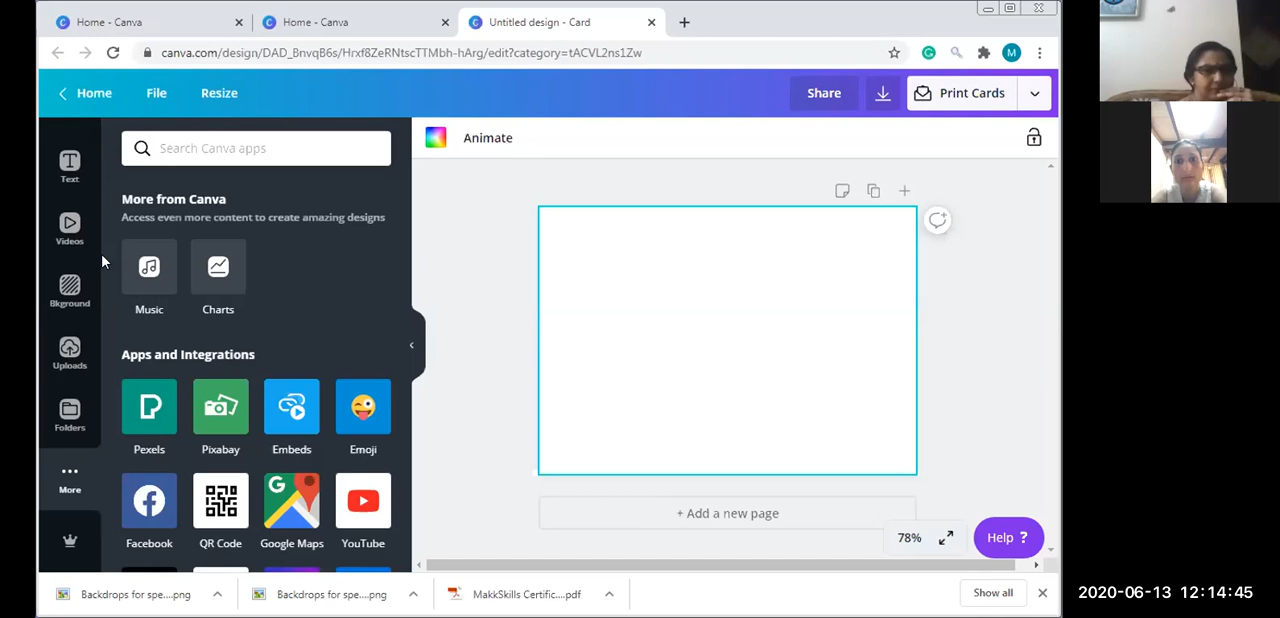 Home - Canva
Home - Canva
Untitled design - Card
canva.com/design/DAD_BnvqB6s/Hrxf8ZeRNtscTTMbh-hArg/edit?category=tACVL2ns1Zw
M
Home
File
Resize
Share
Print Cards
Text
Videos
Bkground
Uploads
Folders
More
Search Canva apps
More from Canva
Access even more content to create amazing designs
Music
Charts
Apps and Integrations
Pexels
Pixabay
Embeds
Emoji
G
Facebook
QR Code
Google Maps
YouTube
Animate
+ Add a new page
78%
Help ?
Backdrops for spe....png
Backdrops for spe....png
MakkSkills Certific....pdf
Show all
2020-06-13 12:14:45